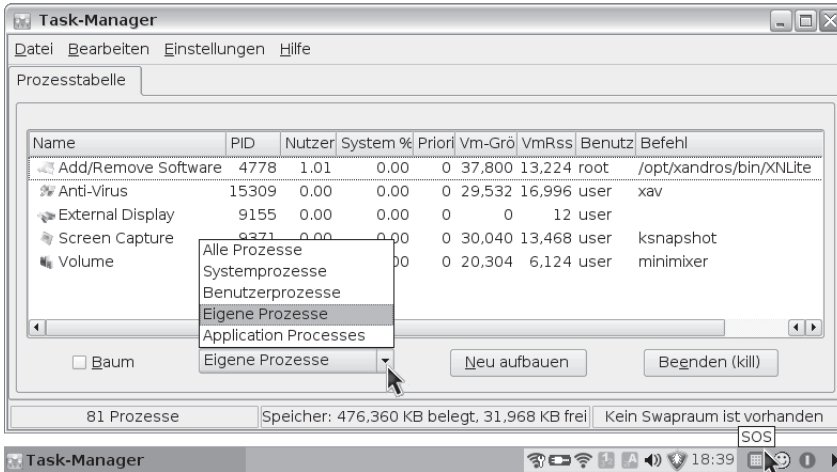 Task-Manager
Datei Bearbeiten Einstellungen Hilfe
Prozesstabelle
Name PID Nutzer System % Priori Vm-Grö VmRss Benutz Befehl
Add/Remove Software 4778 1.01 0.00 0 37,800 13,224 root /opt/xandros/bin/XNLite
Anti-Virus 15309 0.00 0.00 0 29,532 16,996 user xav
External Display 9155 0.00 0.00 0 0 12 user
Screen Capture 9371 0.00 0.00 0 30,040 13,468 user ksnapshot
Volume 0 20,304 6,124 user minimixer
Alle Prozesse
Systemprozesse
Benutzerprozesse
Eigene Prozesse
Application Processes
Baum Eigene Prozesse Neu aufbauen Beenden (kill)
81 Prozesse Speicher: 476,360 KB belegt, 31,968 KB frei Kein Swapraum ist vorhanden
SOS
Task-Manager 18:39